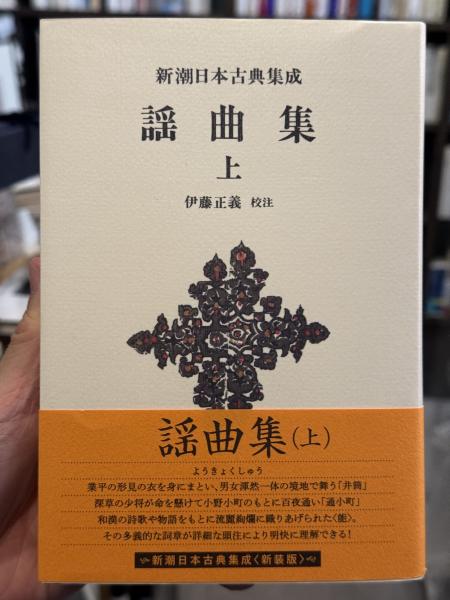 新潮日本古典集成
謡曲集
上
伊藤正義 校注
謡曲集(上)
ようきょくしゅう
業平の形見の衣を身にまとい、男女渾然一体の境地で舞う「井筒」
深草の少将が命を懸けて小野小町のもとに百夜通い「通小町」
和漢の詩歌や物語をもとに流麗絢爛に織りあげられた〈能〉。
その多義的な詞章が詳細な頭注により明快に理解できる!
新潮日本古典集成〈新装版〉